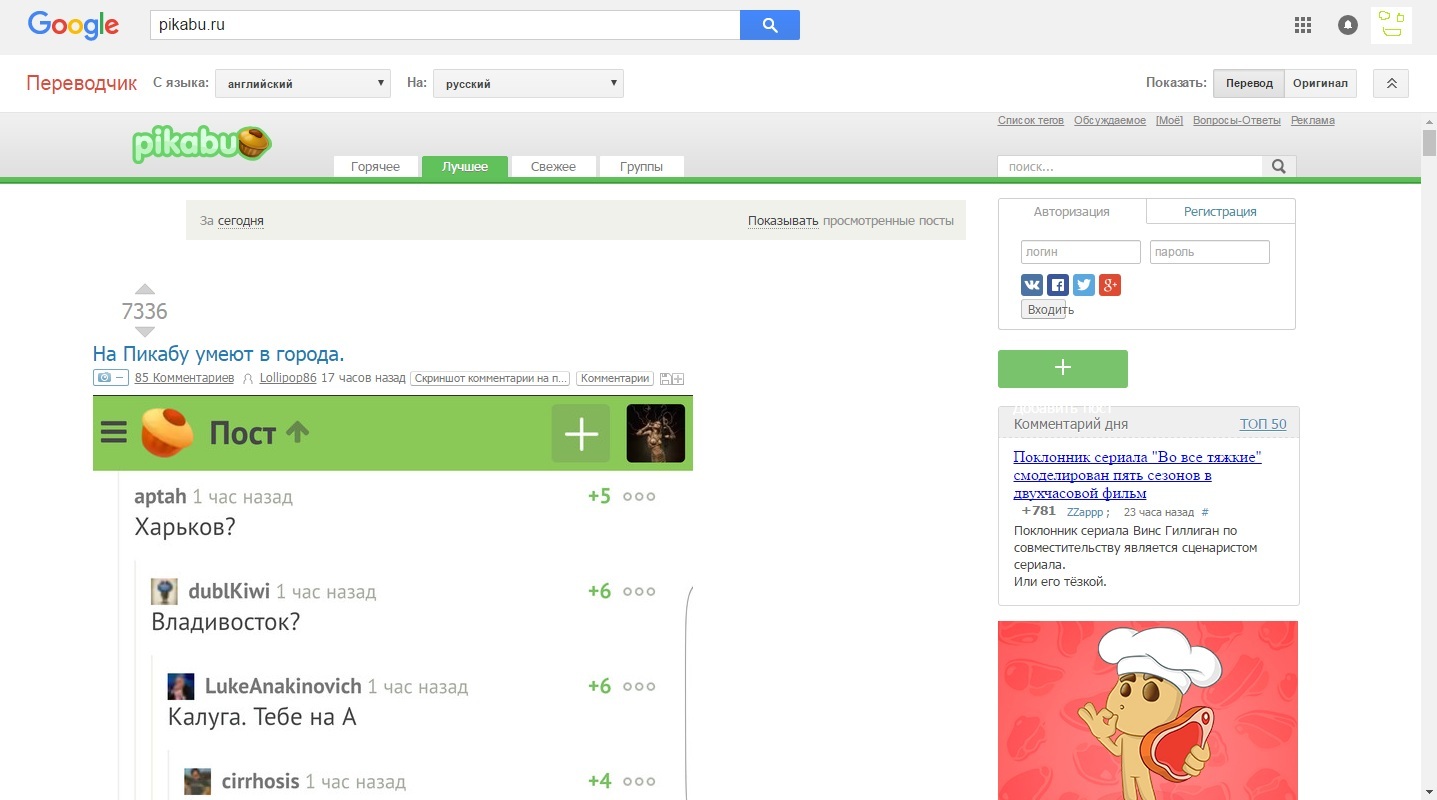 Google
pikabu.ru
Переводчик
С языка:
английский
На:
русский
Показать:
Перевод
Оригинал
Список тегов Обсуждаемое [Моё] Вопросы-Ответы Реклама
pikabu
Горячее
Лучшее
Свежее
Группы
поиск...
За сегодня
Показывать просмотренные посты
Авторизация
Регистрация
логин
пароль
Входить
7336
На Пикабу умеют в города.
85 Комментариев Lollipop86 17 часов назад Скриншот комментарии на п... Комментарии
+
Добавить пост
Комментарий дня
ТОП 50
Поклонник сериала "Во все тяжкие"
смоделирован пять сезонов в
двухчасовой фильм
+781 ZZappp ; 23 часа назад #
Поклонник сериала Винс Гиллиган по
совместительству является сценаристом
сериала.
Или его тёзкой.
Пост
aptah 1 час назад +5
Харьков?
dublKiwi 1 час назад +6
Владивосток?
LukeAnakinovich 1 час назад +6
Калуга. Тебе на А
cirrhosis 1 час назад +4